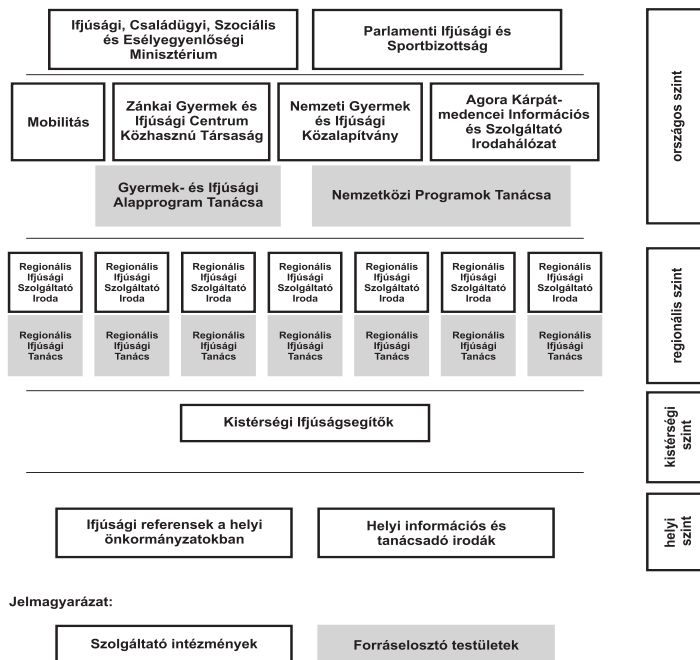 Ifjúsági, Családügyi, Szociális
és Esélyegyenlőségi
Minisztérium
Parlamenti Ifjúsági és
Sportbizottság
országos szint
Mobilitás
Zánkai Gyermek és
Ifjúsági Centrum
Közhasznú Társaság
Nemzeti Gyermek
és Ifjúsági
Közalapítvány
Agora Kárpát-
medencei Információs
és Szolgáltató
Irodahálózat
Gyermek- és Ifjúsági
Alapprogram Tanácsa
Nemzetközi Programok Tanácsa
Regionális
Ifjúsági
Szolgáltató
Iroda
Regionális
Ifjúsági
Szolgáltató
Iroda
Regionális
Ifjúsági
Szolgáltató
Iroda
Regionális
Ifjúsági
Szolgáltató
Iroda
Regionális
Ifjúsági
Szolgáltató
Iroda
Regionális
Ifjúsági
Szolgáltató
Iroda
Regionális
Ifjúsági
Szolgáltató
Iroda
regionális szint
Regionális
Ifjúsági
Tanács
Regionális
Ifjúsági
Tanács
Regionális
Ifjúsági
Tanács
Regionális
Ifjúsági
Tanács
Regionális
Ifjúsági
Tanács
Regionális
Ifjúsági
Tanács
Regionális
Ifjúsági
Tanács
Kistérségi Ifjúságsegítők
kistérségi
szint
Ifjúsági referensek a helyi
önkormányzatokban
Helyi információs és
tanácsadó irodák
helyi
szint
Jelmagyarázat:
Szolgáltató intézmények
Forráselosztó testületek